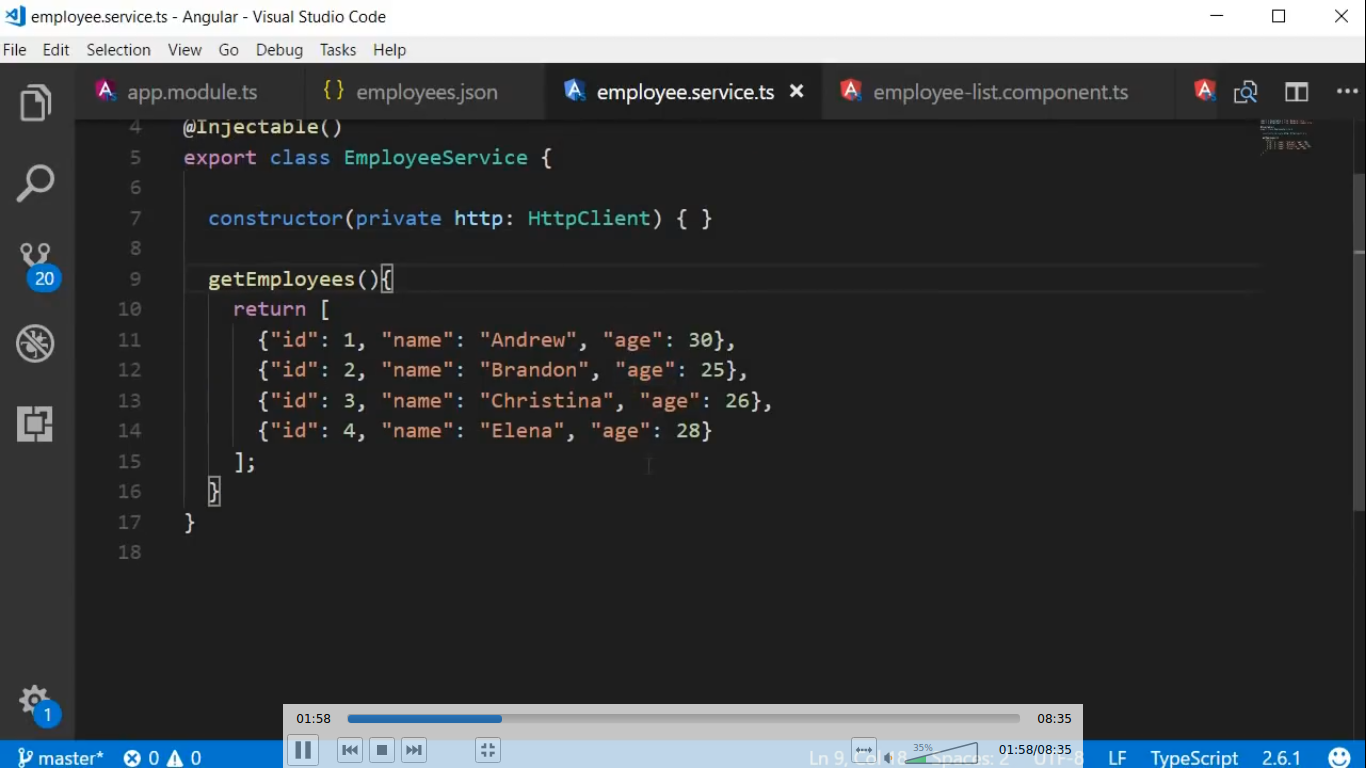 employee.service.ts - Angular - Visual Studio Code
File Edit Selection View Go Debug Tasks Help
app.module.ts { } employees.json employee.service.ts employee-list.component.ts
4 @Injectable()
5 export class EmployeeService {
6
7 constructor(private http: HttpClient) { }
8
9 getEmployees(){
10 return [
11 {"id": 1, "name": "Andrew", "age": 30},
12 {"id": 2, "name": "Brandon", "age": 25},
13 {"id": 3, "name": "Christina", "age": 26},
14 {"id": 4, "name": "Elena", "age": 28}
15 ];
16 }
17 }
18
20
1
01:58 08:35
35% 01:58/08:35
master* 0 0 Ln 9, Col 18 Spaces: 2 UTF-8 LF TypeScript 2.6.1